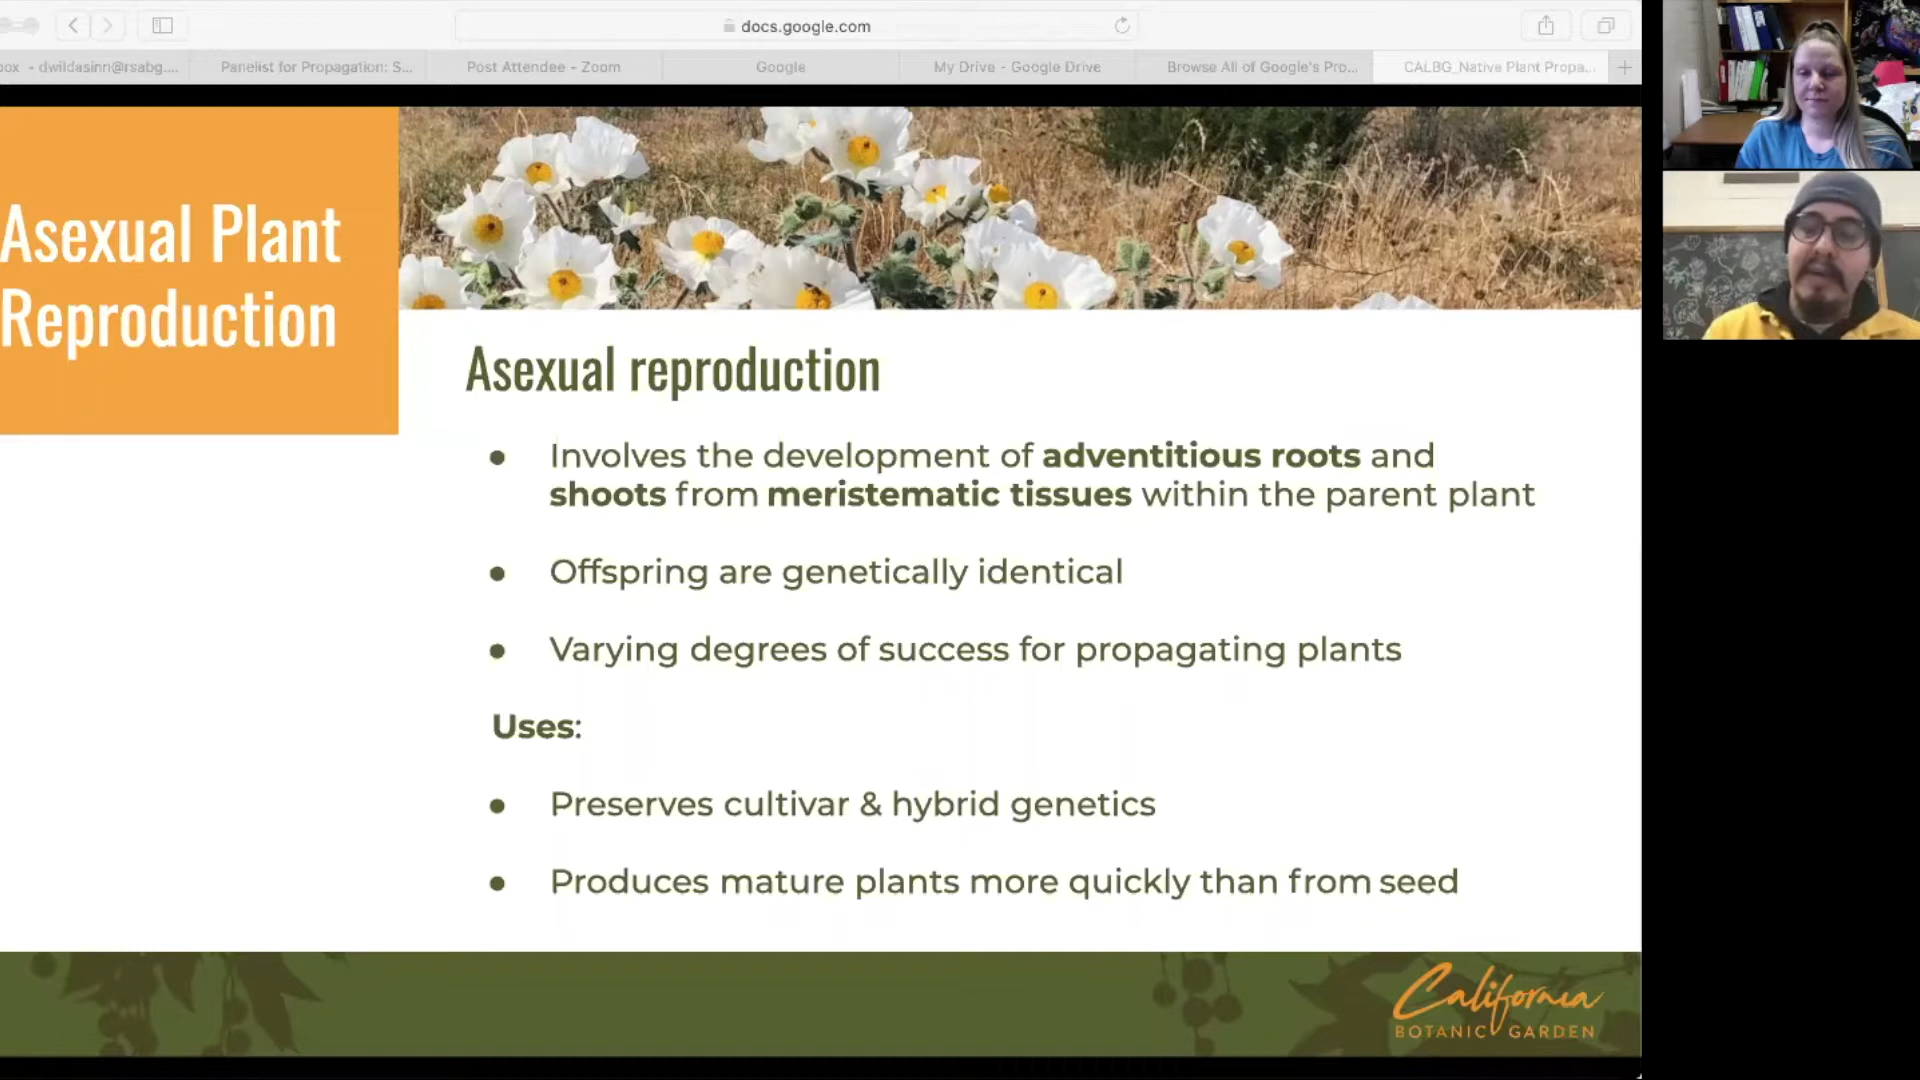 docs.google.com
box - dwildasinn@rsabg....
Panelist for Propagation: S...
Post Attendee - Zoom
Google
My Drive - Google Drive
Browse All of Google's Pro...
CALBG_Native Plant Propa...
Asexual Plant
Reproduction
Asexual reproduction
● Involves the development of adventitious roots and
shoots from meristematic tissues within the parent plant
● Offspring are genetically identical
● Varying degrees of success for propagating plants
Uses:
● Preserves cultivar & hybrid genetics
● Produces mature plants more quickly than from seed
California
BOTANIC GARDEN